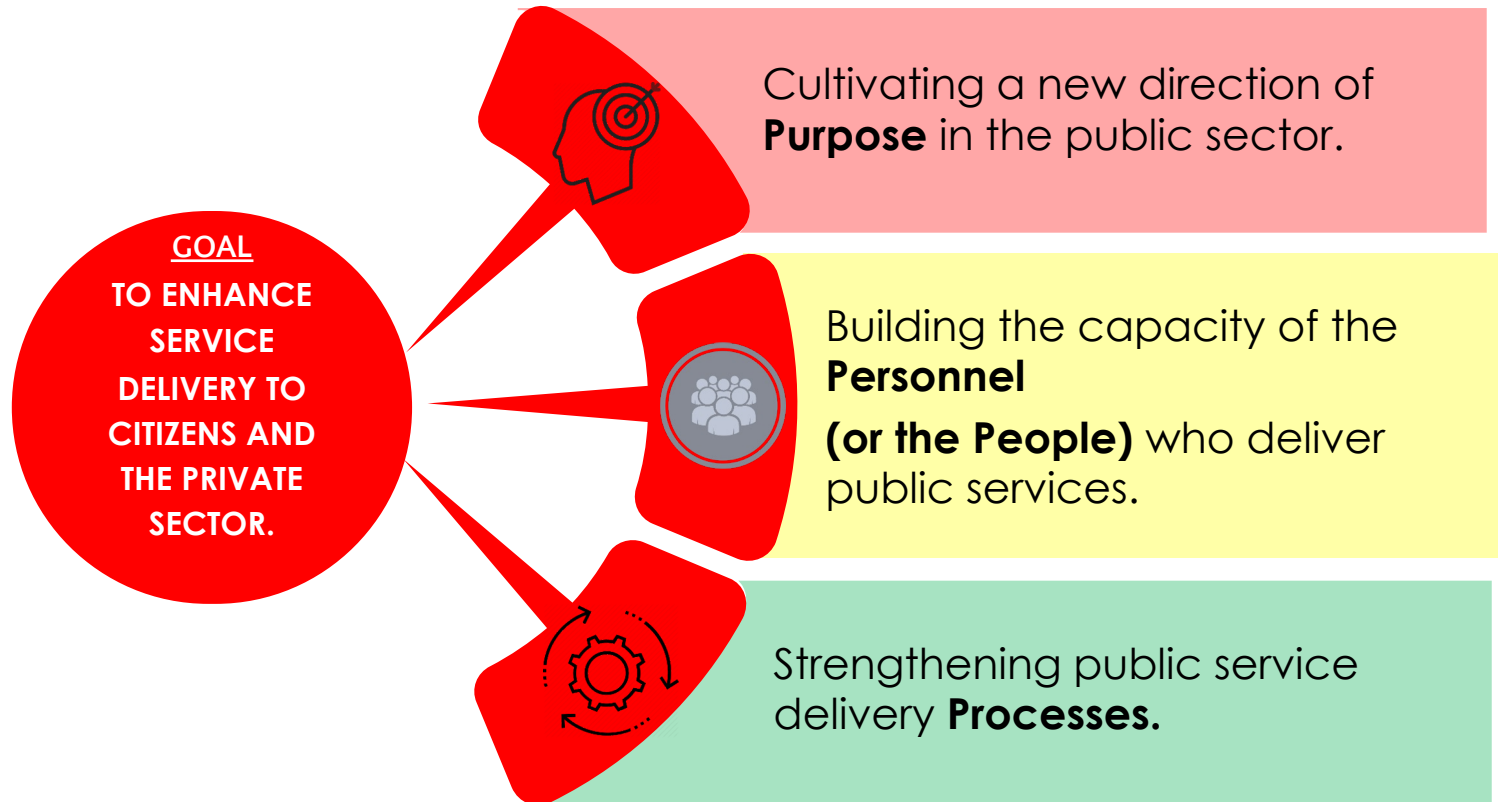 GOAL
TO ENHANCE
SERVICE
DELIVERY TO
CITIZENS AND
THE PRIVATE
SECTOR.
Cultivating a new direction of
Purpose in the public sector.
Building the capacity of the
Personnel
(or the People) who deliver
public services.
Strengthening public service
delivery Processes.